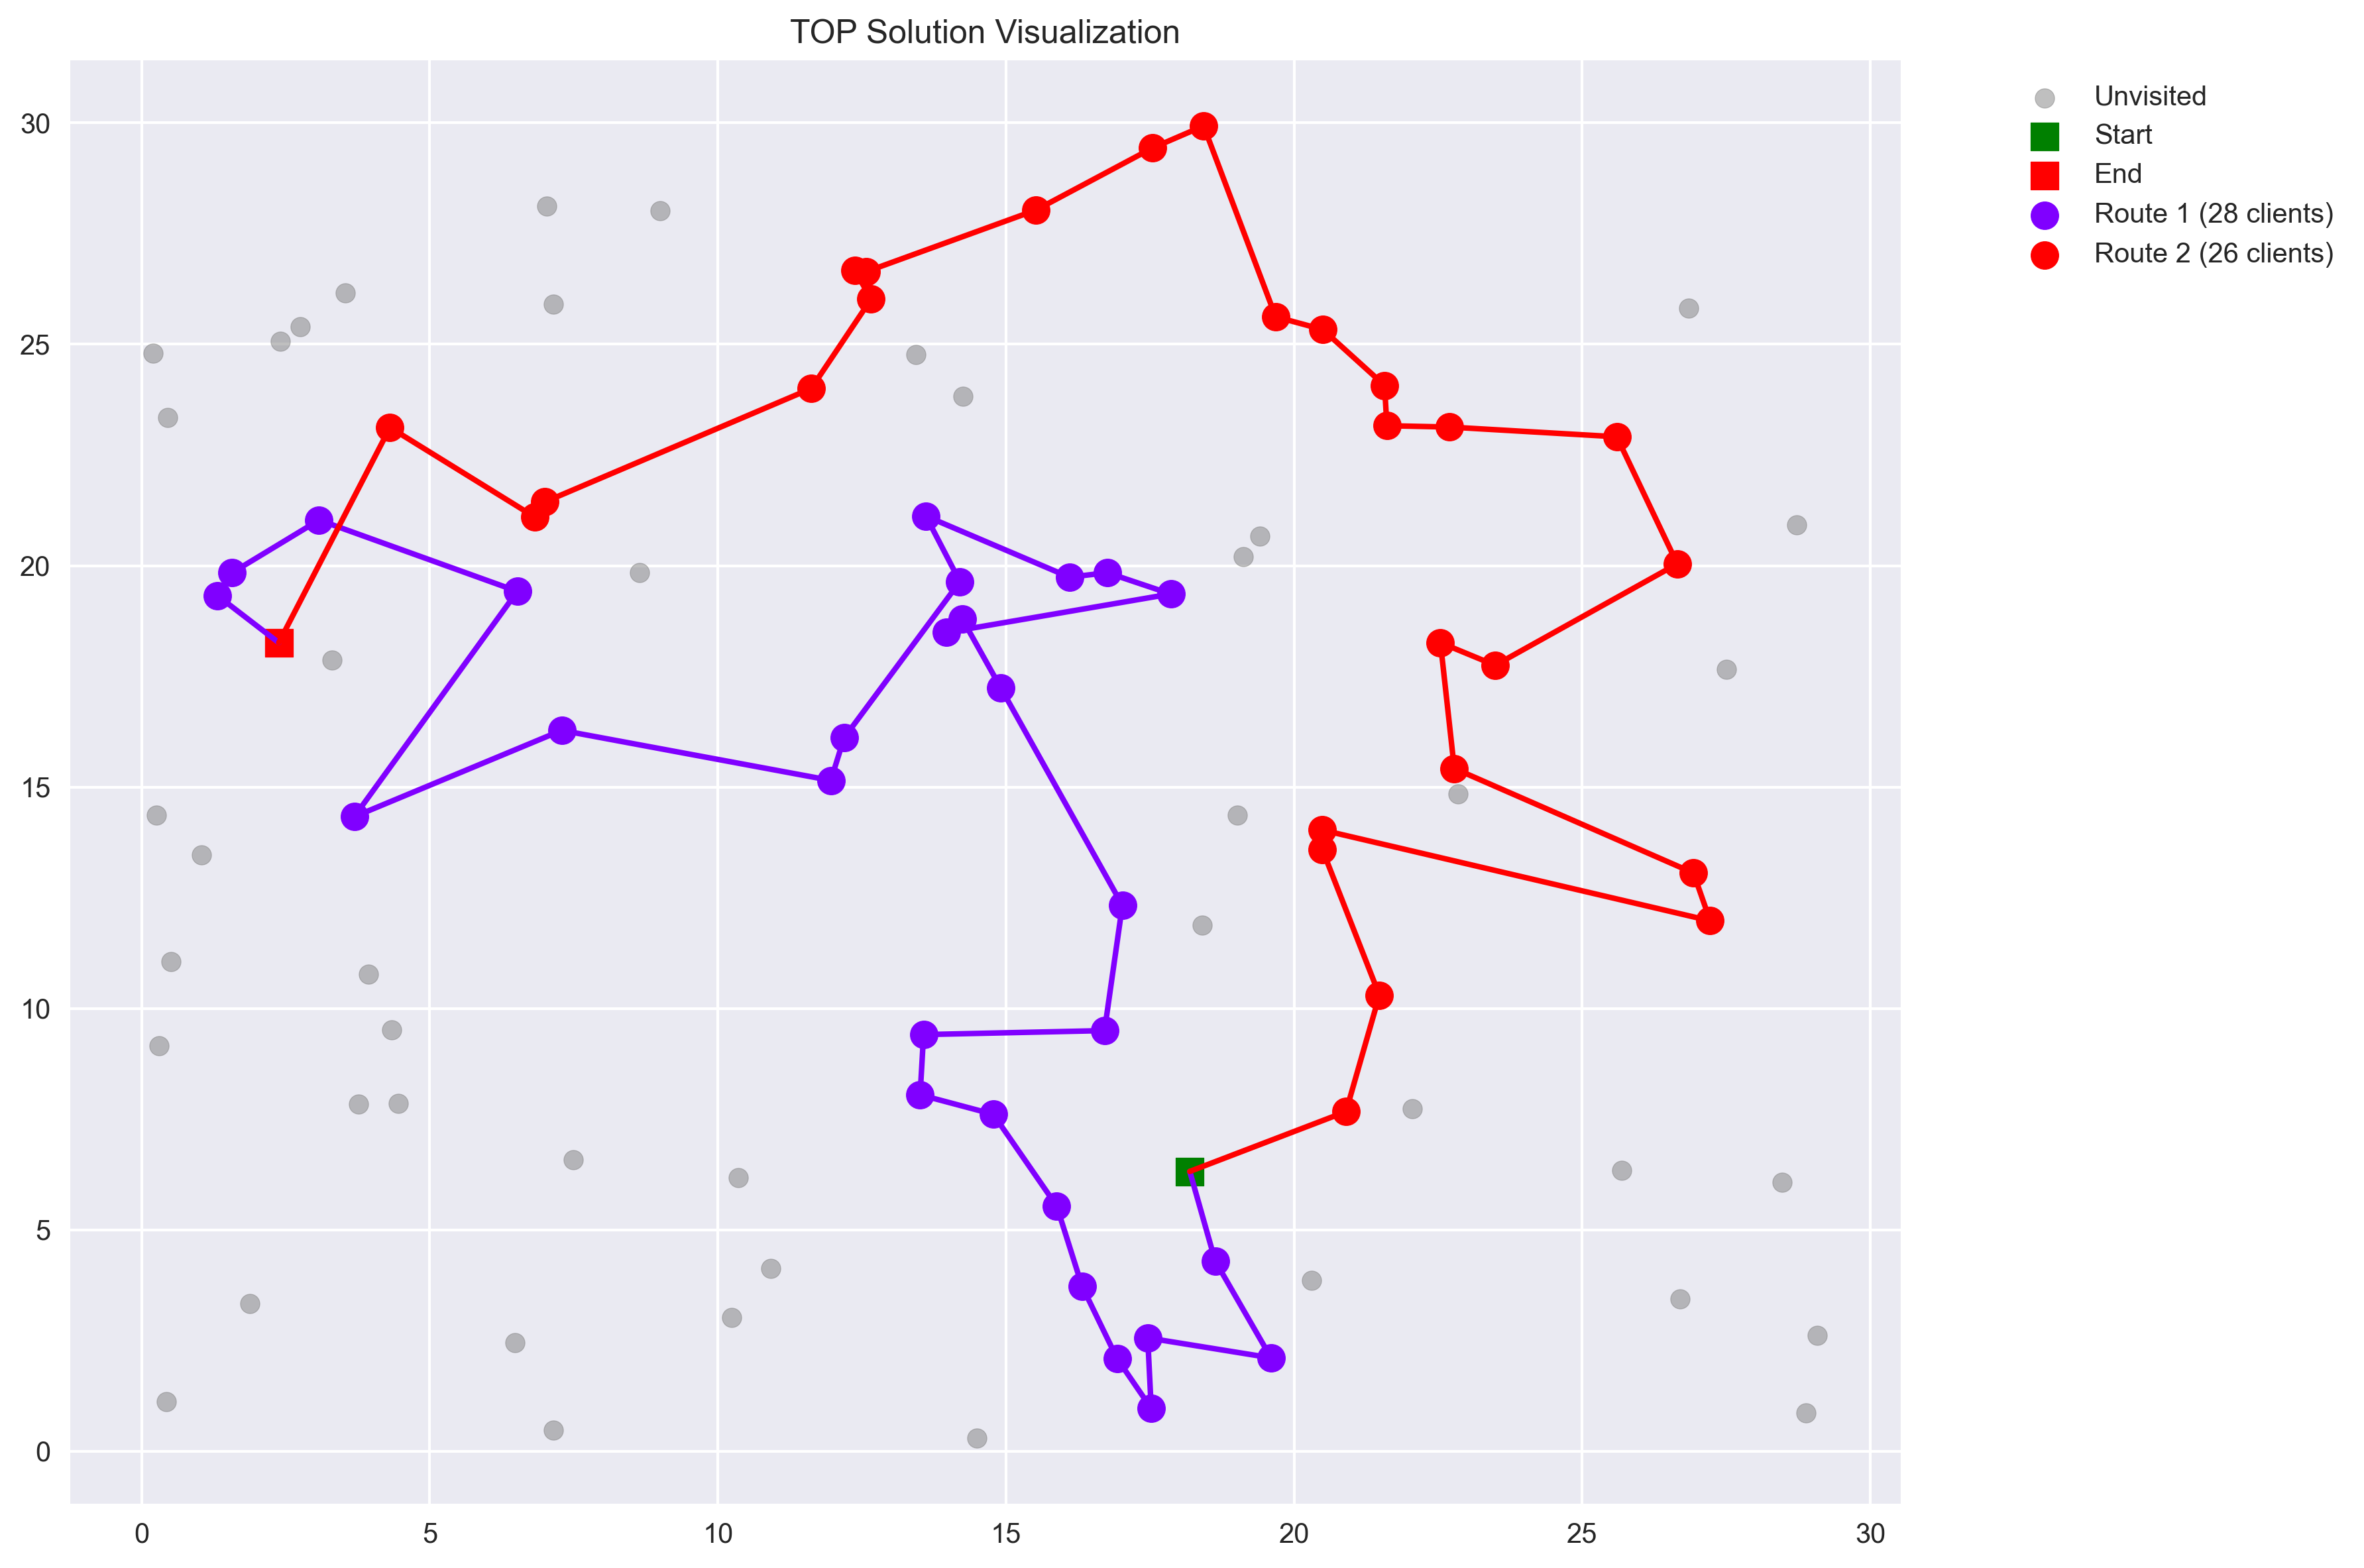 TOP Solution Visualization
30
25
20
15
10
5
0
0 5 10 15 20 25 30
Unvisited
Start
End
Route 1 (28 clients)
Route 2 (26 clients)